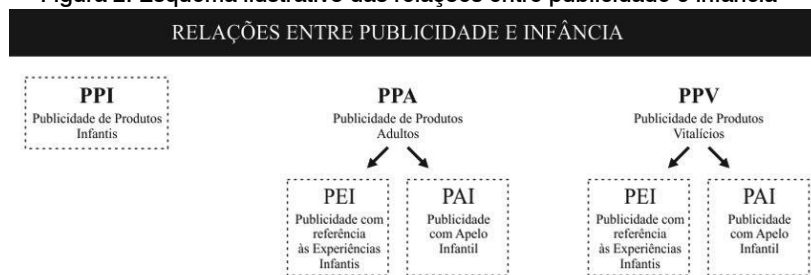 Figura 2: Esquema ilustrativo das relações entre publicidade e infância
RELAÇÕES ENTRE PUBLICIDADE E INFÂNCIA
PPI
Publicidade de Produtos
Infantis
PPA
Publicidade de Produtos
Adultos
PPV
Publicidade de Produtos
Vitalícios
PEI
Publicidade com
referência
às Experiências
Infantis
PAI
Publicidade
com Apelo
Infantil
PEI
Publicidade com
referência
às Experiências
Infantis
PAI
Publicidade
com Apelo
Infantil